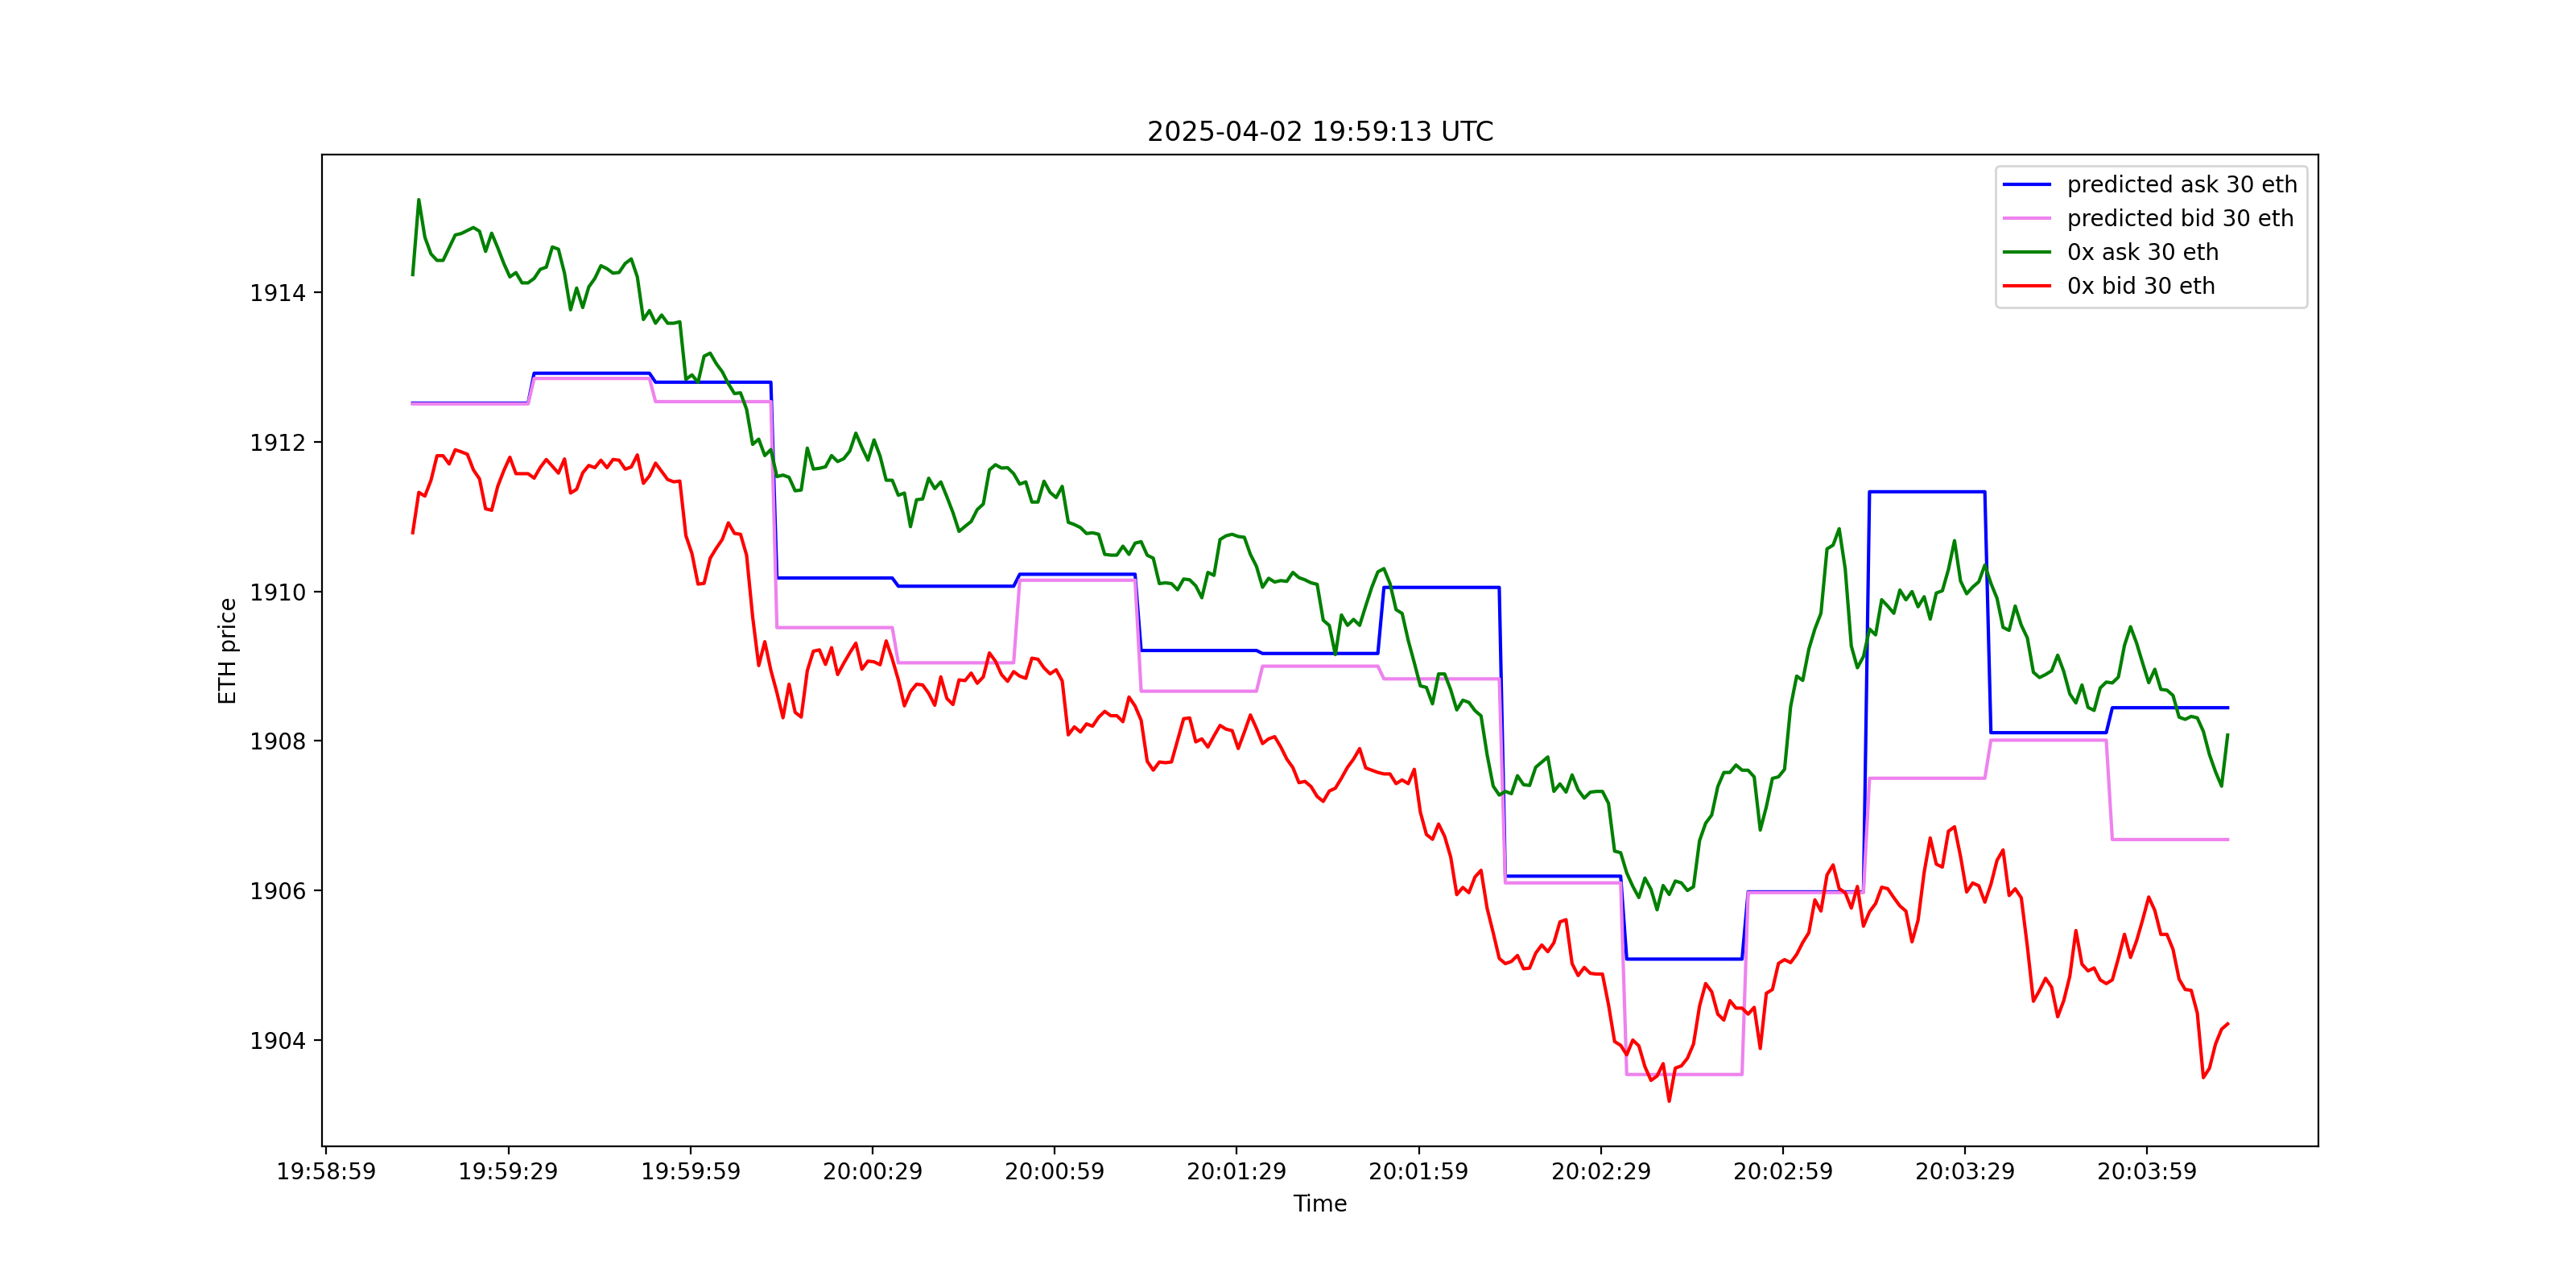 2025-04-02 19:59:13 UTC
predicted ask 30 eth
predicted bid 30 eth
0x ask 30 eth
0x bid 30 eth
ETH price
1914
1912
1910
1908
1906
1904
19:58:59 19:59:29 19:59:59 20:00:29 20:00:59 20:01:29 20:01:59 20:02:29 20:02:59 20:03:29 20:03:59
Time